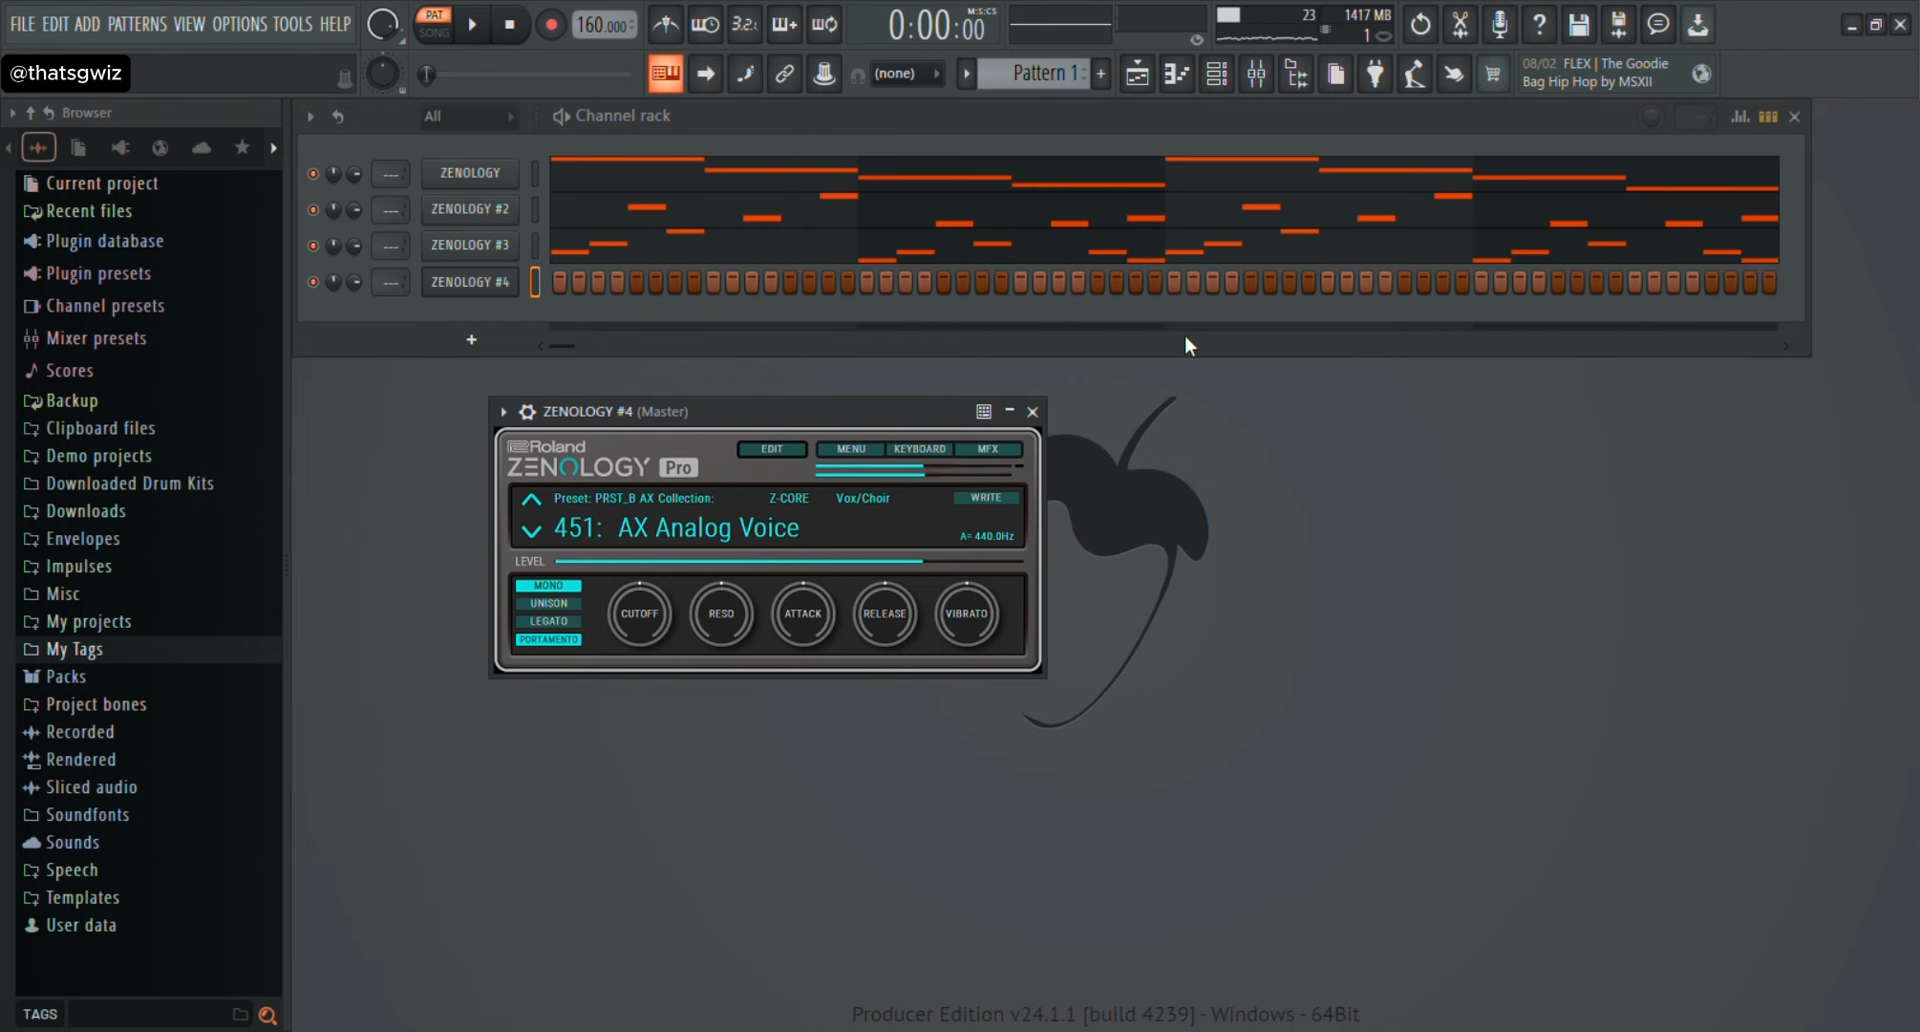 FILE EDIT ADD PATTERNS VIEW OPTIONS TOOLS HELP
PAT
SONG
160.000
3.2:
0:00:00
M:S:CS
23
1417 MB
1
@thatsgwiz
(none)
Pattern 1
+
08/02 FLEX | The Goodie
Bag Hip Hop by MSXII
Browser
All
Channel rack
Current project
Recent files
Plugin database
Plugin presets
Channel presets
Mixer presets
Scores
Backup
Clipboard files
Demo projects
Downloaded Drum Kits
Downloads
Envelopes
Impulses
Misc
My projects
My Tags
Packs
Project bones
Recorded
Rendered
Sliced audio
Soundfonts
Sounds
Speech
Templates
User data
TAGS
--- ZENOLOGY
--- ZENOLOGY #2
--- ZENOLOGY #3
--- ZENOLOGY #4
+
ZENOLOGY #4 (Master)
Roland
ZENOLOGY Pro
EDIT MENU KEYBOARD MFX
Preset: PRST_B AX Collection: Z-CORE Vox/Choir WRITE
451: AX Analog Voice
A=440.0Hz
LEVEL
MONO
UNISON
LEGATO
PORTAMENTO
CUTOFF RESO ATTACK RELEASE VIBRATO
Producer Edition v24.1.1 [build 4239] - Windows - 64Bit